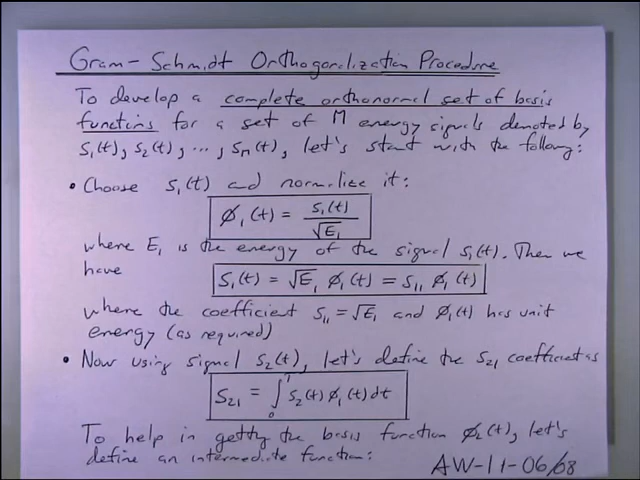 Gram-Schmidt Orthogonalization Procedure
To develop a complete orthonormal set of basis
functions for a set of M energy signals denoted by
s₁(t), s₂(t), ..., sₘ(t), let's start with the following:
• Choose s₁(t) and normalize it:
ϕ₁(t) = s₁(t) / √E₁
where E₁ is the energy of the signal s₁(t). Then we
have
s₁(t) = √E₁ ϕ₁(t) = s₁₁ ϕ₁(t)
where the coefficient s₁₁ = √E₁ and ϕ₁(t) has unit
energy (as required)
• Now using signal s₂(t), let's define the s₂₁ coefficient as
s₂₁ = ∫₀ᵀ s₂(t) ϕ₁(t) dt
To help in getting the basis function ϕ₂(t), let's
define an intermediate function:
AW-11-06/08